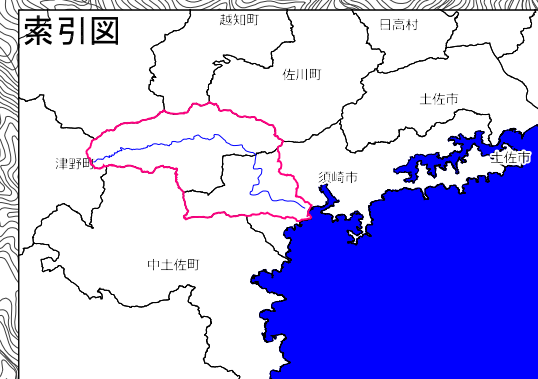 索引図
越知町
日高村
佐川町
土佐市
土佐市
津野町
須崎市
中土佐町